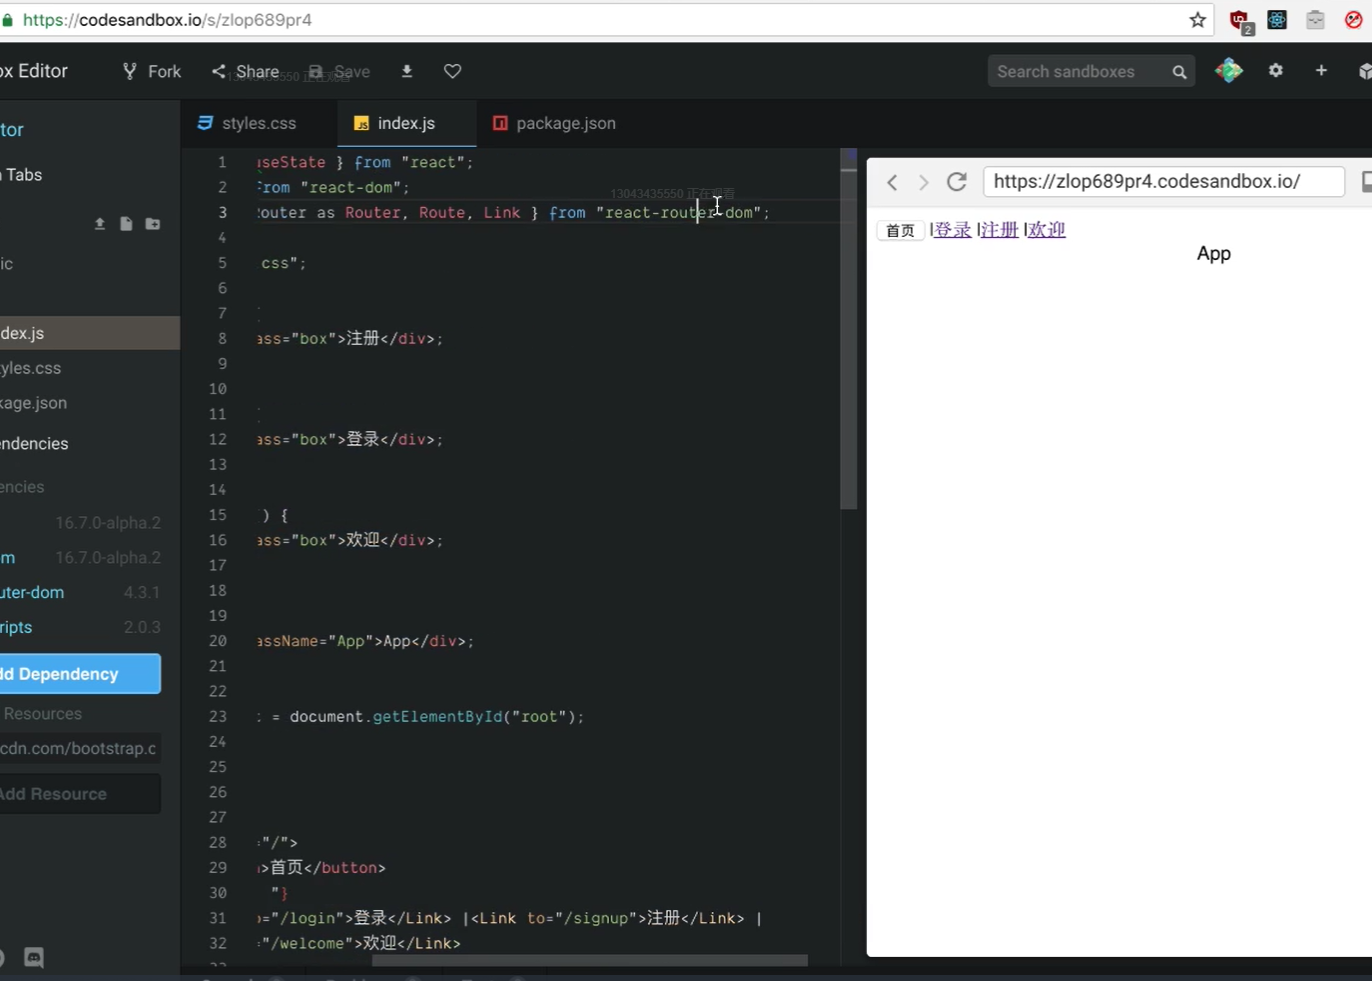 https://codesandbox.io/s/zlop689pr4
2
ox Editor
Fork
Share
Save
Search sandboxes
tor
Tabs
ic
dex.js
yles.css
kage.json
endencies
encies
16.7.0-alpha.2
m 16.7.0-alpha.2
uter-dom 4.3.1
ripts 2.0.3
dd Dependency
Resources
cdn.com/bootstrap.c
Add Resource
styles.css
index.js
package.json
1 useState } from "react";
2 from "react-dom";
13043435550 正在观看
3 Router as Router, Route, Link } from "react-router-dom";
4
5 css";
6
7
8 ass="box">注册</div>;
9
10
11
12 ass="box">登录</div>;
13
14
15 ) {
16 ass="box">欢迎</div>;
17
18
19
20 assName="App">App</div>;
21
22
23 t = document.getElementById("root");
24
25
26
27
28 ="/">
29 >首页</button>
30 "}
31 o="/login">登录</Link> |<Link to="/signup">注册</Link> |
32 ="/welcome">欢迎</Link>
https://zlop689pr4.codesandbox.io/
首页 |登录 |注册 |欢迎
App